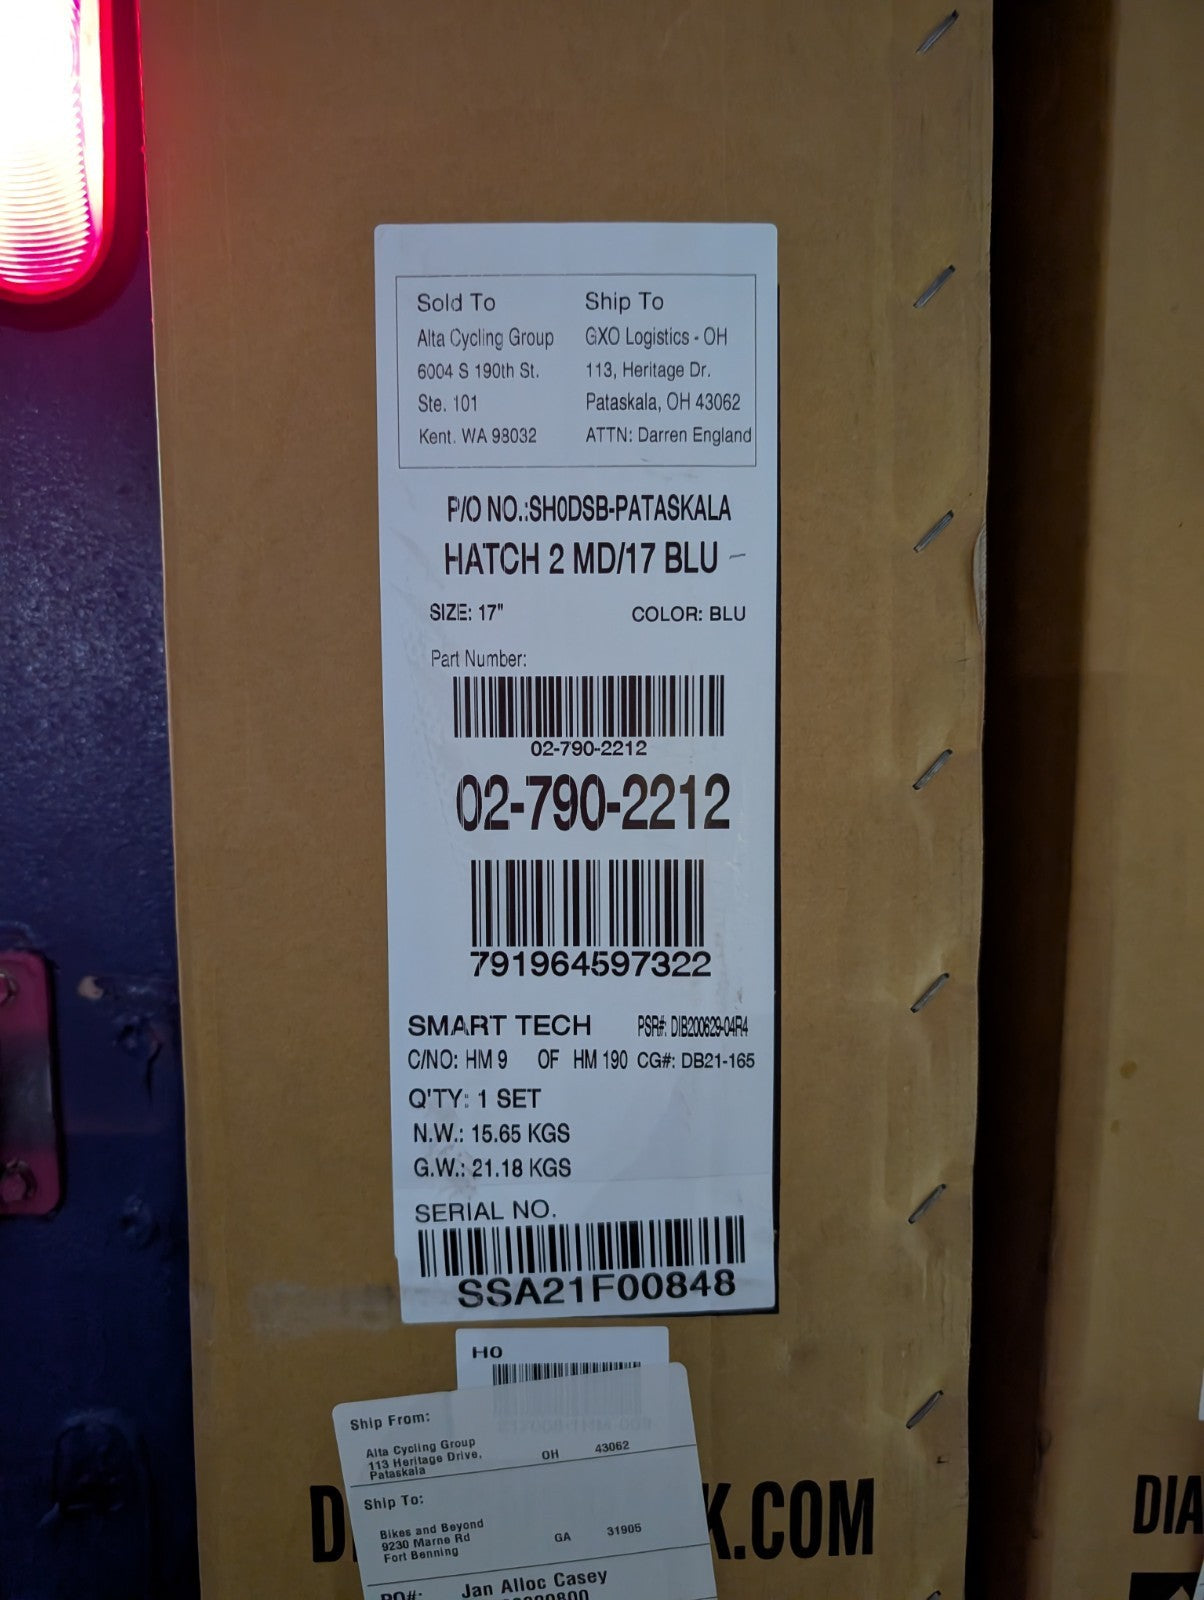 Sold To
Alta Cycling Group
6004 S 190th St.
Ste. 101
Kent. WA 98032
Ship To
GXO Logistics - OH
113, Heritage Dr.
Pataskala, OH 43062
ATTN: Darren England
P/O NO.:SH0DSB-PATASKALA
HATCH 2 MD/17 BLU -
SIZE: 17" COLOR: BLU
Part Number:
02-790-2212
02-790-2212
791964597322
SMART TECH PSR#: DIB200629-04R4
C/NO: HM 9 OF HM 190 CG#: DB21-165
Q'TY: 1 SET
N.W.: 15.65 KGS
G.W.: 21.18 KGS
SERIAL NO.
SSA21F00848
H0
Ship From:
Alta Cycling Group
113 Heritage Drive,
Pataskala OH 43062
Ship To:
Bikes and Beyond
9230 Marne Rd
Fort Benning GA 31905
PO#: Jan Alloc Casey
K.COM
DIA